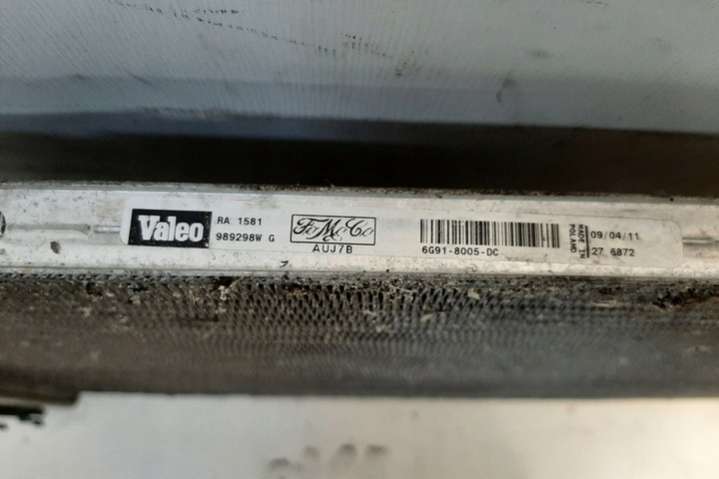 Valeo
RA. 1581
989298W G
FoMoCo
AUJ7B
6G91-8005-DC
MADE IN
POLAND
09/04/11
27 6872